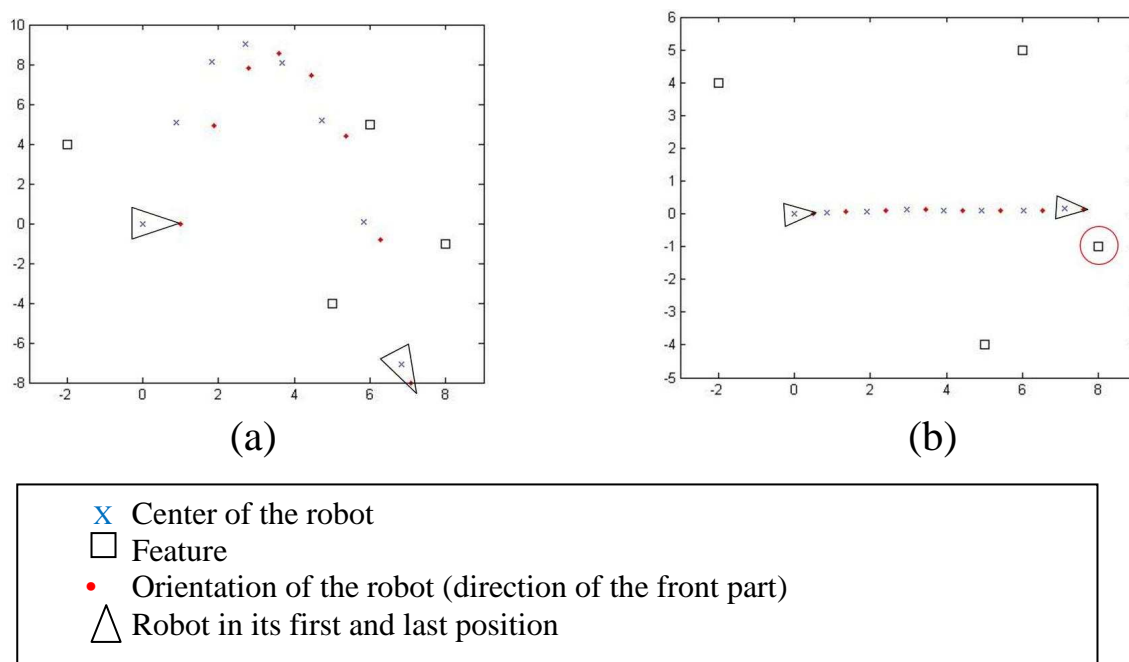 10
8
6
4
2
0
-2
-4
-6
-8
-2 0 2 4 6 8
(a)
6
5
4
3
2
1
0
-1
-2
-3
-4
-5
-2 0 2 4 6 8
(b)
X Center of the robot
Feature
Orientation of the robot (direction of the front part)
Robot in its first and last position